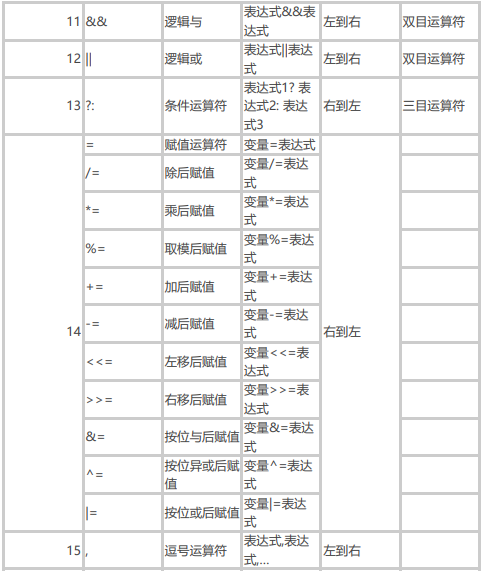 11 && 逻辑与 表达式&&表 左到右 双目运算符
达式
12 || 逻辑或 表达式||表达 左到右 双目运算符
式
13 ?: 条件运算符 表达式1? 表 右到左 三目运算符
达式2: 表达
式3
14 右到左
= 赋值运算符 变量=表达式
/= 除后赋值 变量/=表达
式
*= 乘后赋值 变量*=表达
式
%= 取模后赋值 变量%=表达
式
+= 加后赋值 变量+=表达
式
-= 减后赋值 变量-=表达
式
<<= 左移后赋值 变量<<=表
达式
>>= 右移后赋值 变量>>=表
达式
&= 按位与后赋值 变量&=表达
式
^= 按位异或后赋 变量^=表达
值 式
|= 按位或后赋值 变量|=表达
式
15 , 逗号运算符 表达式,表达 左到右
式,…